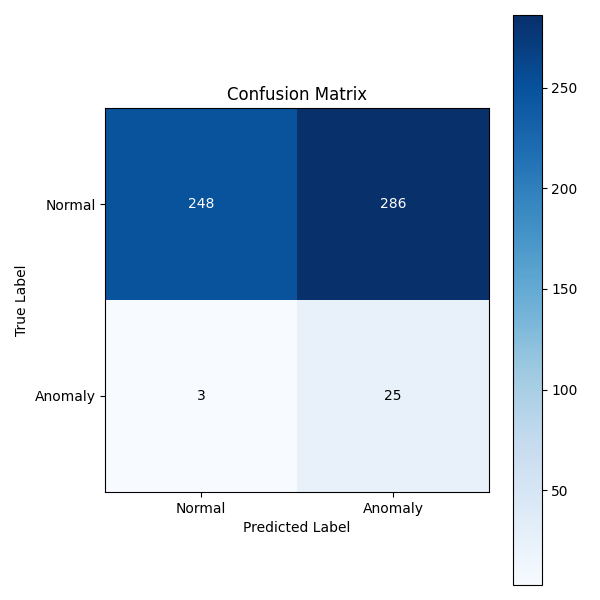 Confusion Matrix
True Label
Normal
Anomaly
248
286
3
25
Normal
Anomaly
Predicted Label
250
200
150
100
50